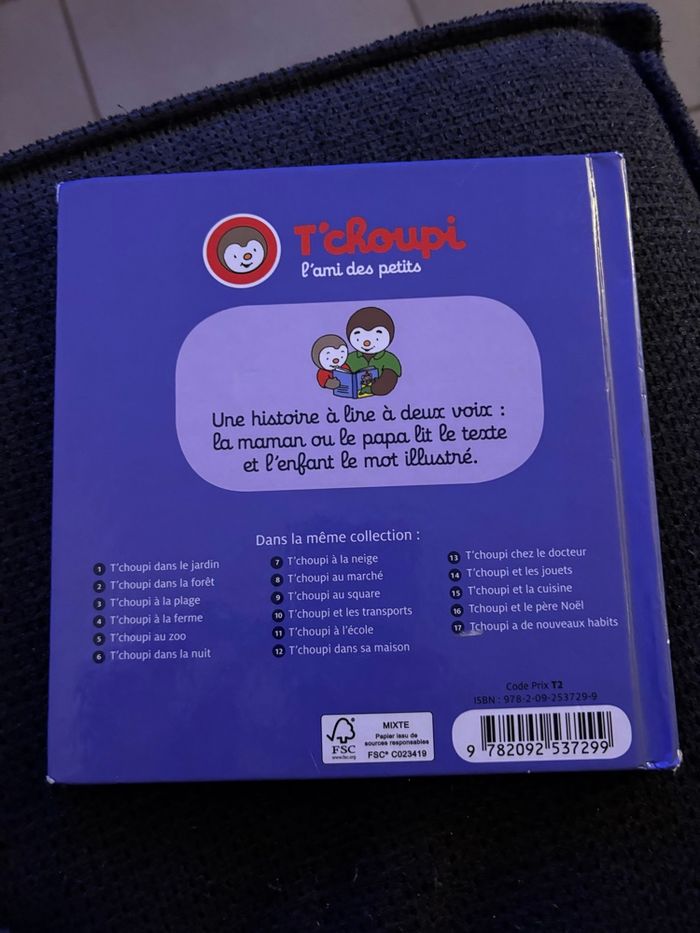 T'choupi
l'ami des petits
Une histoire à lire à deux voix :
la maman ou le papa lit le texte
et l'enfant le mot illustré.
Dans la même collection :
1 T'choupi dans le jardin
2 T'choupi dans la forêt
3 T'choupi à la plage
4 T'choupi à la ferme
5 T'choupi au zoo
6 T'choupi dans la nuit
7 T'choupi à la neige
8 T'choupi au marché
9 T'choupi au square
10 T'choupi et les transports
11 T'choupi à l'école
12 T'choupi dans sa maison
13 T'choupi chez le docteur
14 T'choupi et les jouets
15 T'choupi et la cuisine
16 Tchoupi et le père Noël
17 Tchoupi a de nouveaux habits
Code Prix T2
ISBN : 978-2-09-253729-9
FSC
www.fsc.org
MIXTE
Papier issu de
sources responsables
FSC® C023419
9 782092 537299